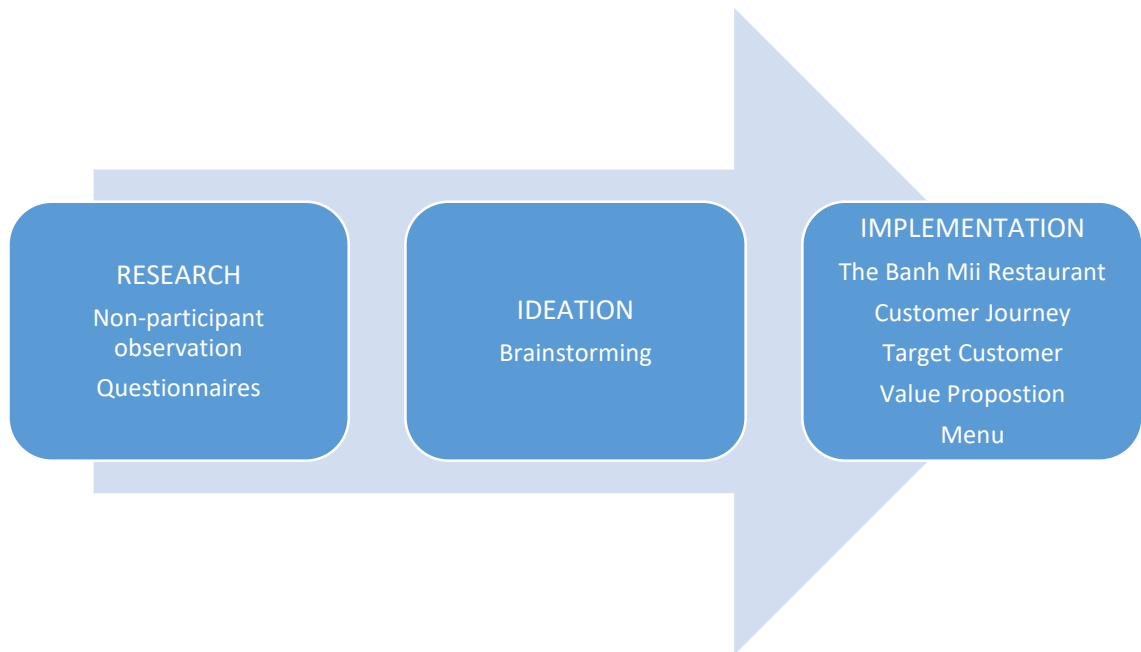 RESEARCH
Non-participant
observation
Questionnaires
IDEATION
Brainstorming
IMPLEMENTATION
The Banh Mii Restaurant
Customer Journey
Target Customer
Value Propostion
Menu